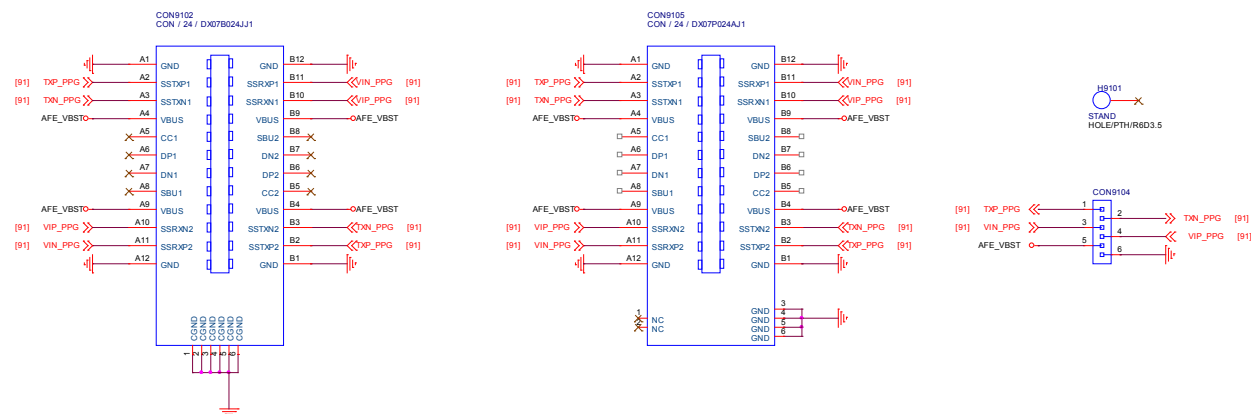 CON9102
CON / 24 / DX07B024JJ1
A1 GND GND B12
[91] TXP_PPG A2 SSTXP1 SSRXP1 B11 VIN_PPG [91]
[91] TXN_PPG A3 SSTXN1 SSRXN1 B10 VIP_PPG [91]
AFE_VBST A4 VBUS VBUS B9 AFE_VBST
A5 CC1 SBU2 B8
A6 DP1 DN2 B7
A7 DN1 DP2 B6
A8 SBU1 CC2 B5
AFE_VBST A9 VBUS VBUS B4 AFE_VBST
[91] VIP_PPG A10 SSRXN2 SSTXN2 B3 TXN_PPG [91]
[91] VIN_PPG A11 SSRXP2 SSTXP2 B2 TXP_PPG [91]
A12 GND GND B1
CGND CGND CGND CGND CGND CGND
1 2 3 4 5 6
CON9105
CON / 24 / DX07P024AJ1
A1 GND GND B12
[91] TXP_PPG A2 SSTXP1 SSRXP1 B11 VIN_PPG [91]
[91] TXN_PPG A3 SSTXN1 SSRXN1 B10 VIP_PPG [91]
AFE_VBST A4 VBUS VBUS B9 AFE_VBST
A5 CC1 SBU2 B8
A6 DP1 DN2 B7
A7 DN1 DP2 B6
A8 SBU1 CC2 B5
AFE_VBST A9 VBUS VBUS B4 AFE_VBST
[91] VIP_PPG A10 SSRXN2 SSTXN2 B3 TXN_PPG [91]
[91] VIN_PPG A11 SSRXP2 SSTXP2 B2 TXP_PPG [91]
A12 GND GND B1
GND 3
1 NC GND 4
NC GND 5
GND 6
H9101
STAND
HOLE/PTH/R6D3.5
CON9104
[91] TXP_PPG 1
2 TXN_PPG [91]
[91] VIN_PPG 3
4 VIP_PPG [91]
AFE_VBST 5
6